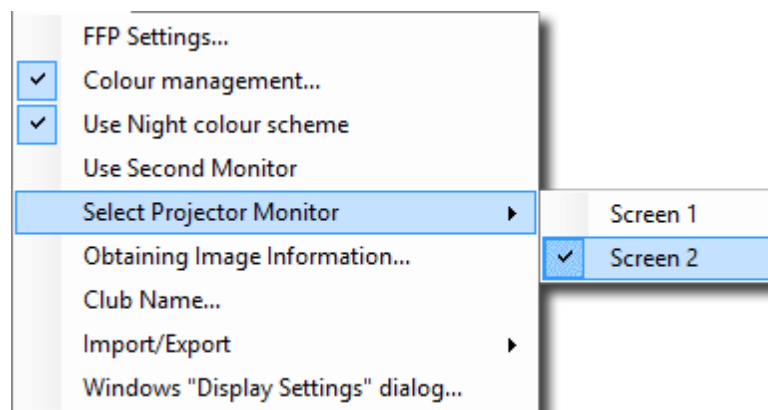 FFP Settings...
Colour management...
Use Night colour scheme
Use Second Monitor
Select Projector Monitor
Screen 1
Screen 2
Obtaining Image Information...
Club Name...
Import/Export
Windows "Display Settings" dialog...